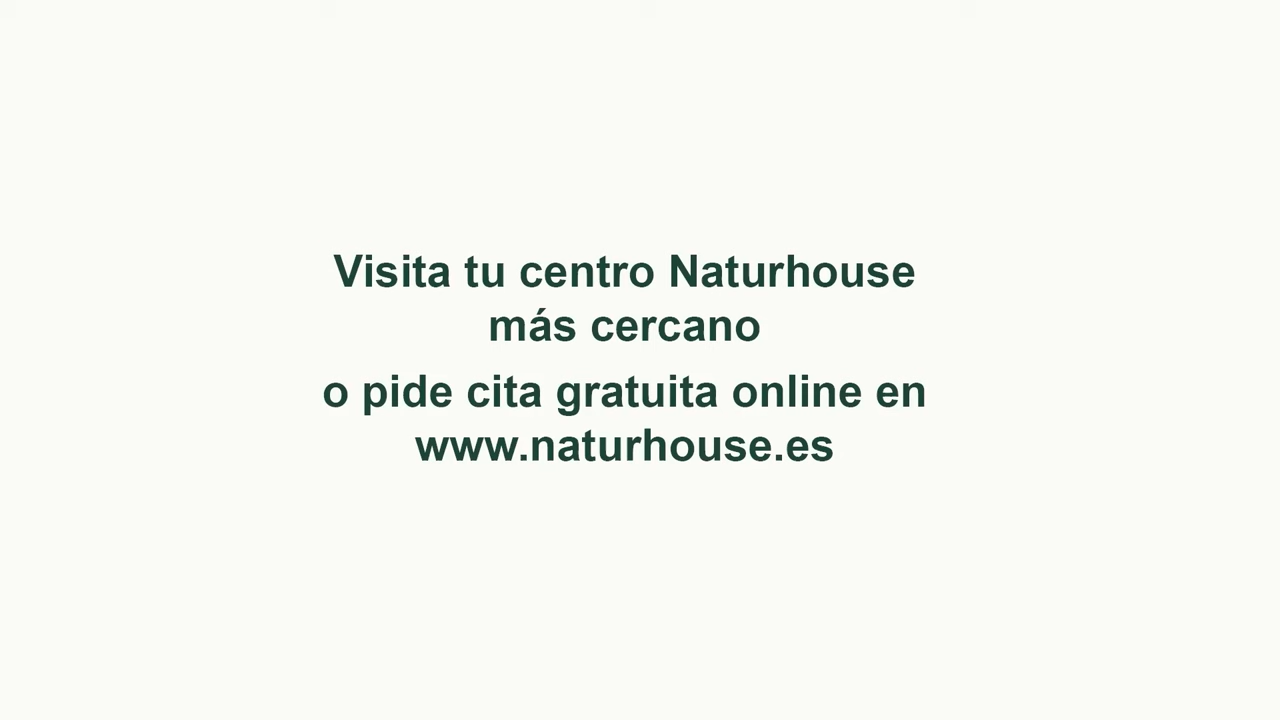 Visita tu centro Naturhouse
más cercano
o pide cita gratuita online en
www.naturhouse.es